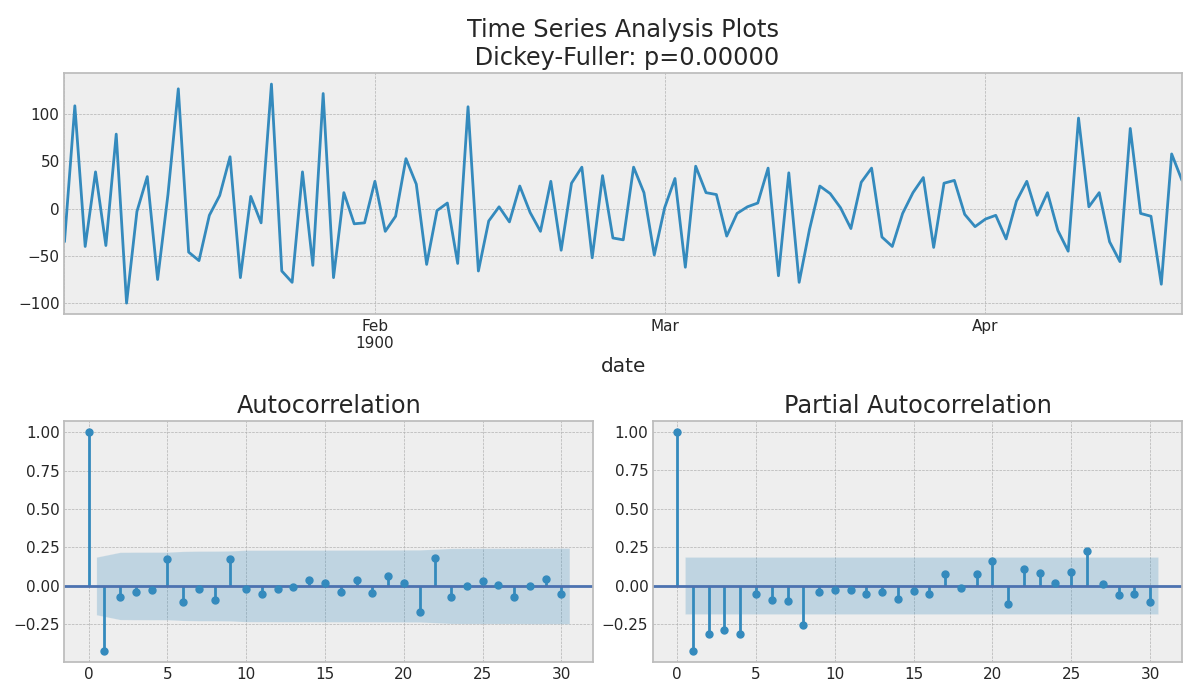 Time Series Analysis Plots
Dickey-Fuller: p=0.00000
100
50
0
−50
−100
Feb
1900
Mar
Apr
date
Autocorrelation
1.00
0.75
0.50
0.25
0.00
−0.25
0 5 10 15 20 25 30
Partial Autocorrelation
1.00
0.75
0.50
0.25
0.00
−0.25
0 5 10 15 20 25 30